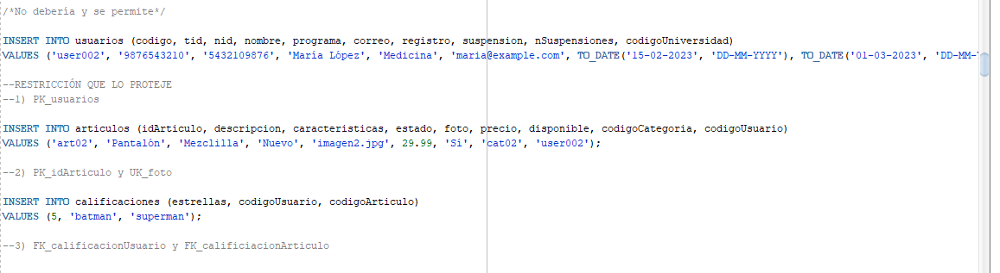 /*No debería y se permite*/
INSERT INTO usuarios (codigo, tid, nid, nombre, programa, correo, registro, suspension, nSuspensiones, codigoUniversidad)
VALUES ('user002', '9876543210', '5432109876', 'María López', 'Medicina', 'maria@example.com', TO_DATE('15-02-2023', 'DD-MM-YYYY'), TO_DATE('01-03-2023', 'DD-MM-
--RESTRICCIÓN QUE LO PROTEJE
--1) PK_usuarios
INSERT INTO articulos (idArticulo, descripcion, caracteristicas, estado, foto, precio, disponible, codigoCategoria, codigoUsuario)
VALUES ('art02', 'Pantalón', 'Mezclilla', 'Nuevo', 'imagen2.jpg', 29.99, 'Sí', 'cat02', 'user002');
--2) PK_idArticulo y UK_foto
INSERT INTO calificaciones (estrellas, codigoUsuario, codigoArticulo)
VALUES (5, 'batman', 'superman');
--3) FK_calificacionUsuario y FK_calificiacionArticulo